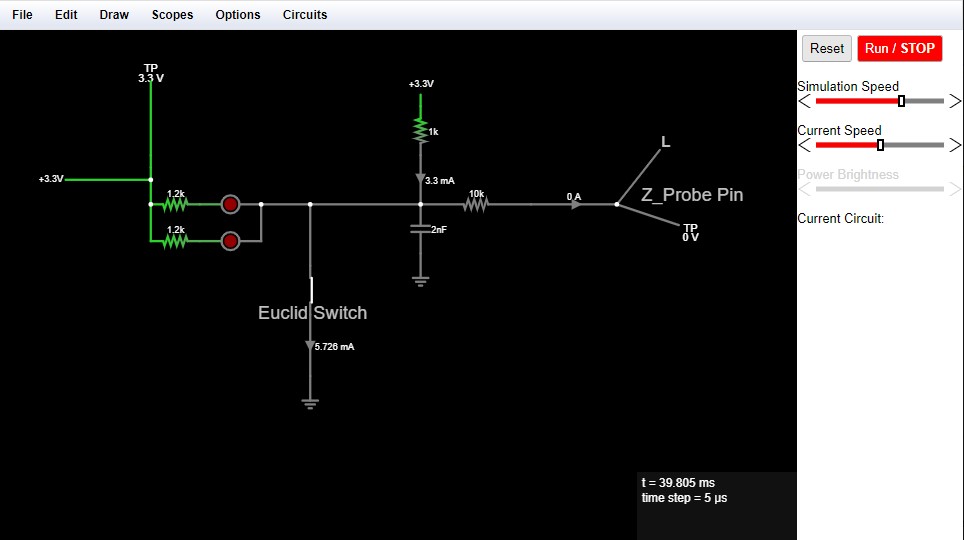 File Edit Draw Scopes Options Circuits
Reset Run / STOP
Simulation Speed
Current Speed
Power Brightness
Current Circuit:
TP
3.3 V
+3.3V
+3.3V
1k
3.3 mA
1.2k
1.2k
10k
0 A
L
Z_Probe Pin
TP
0 V
2nF
Euclid Switch
5.726 mA
t = 39.805 ms
time step = 5 µs